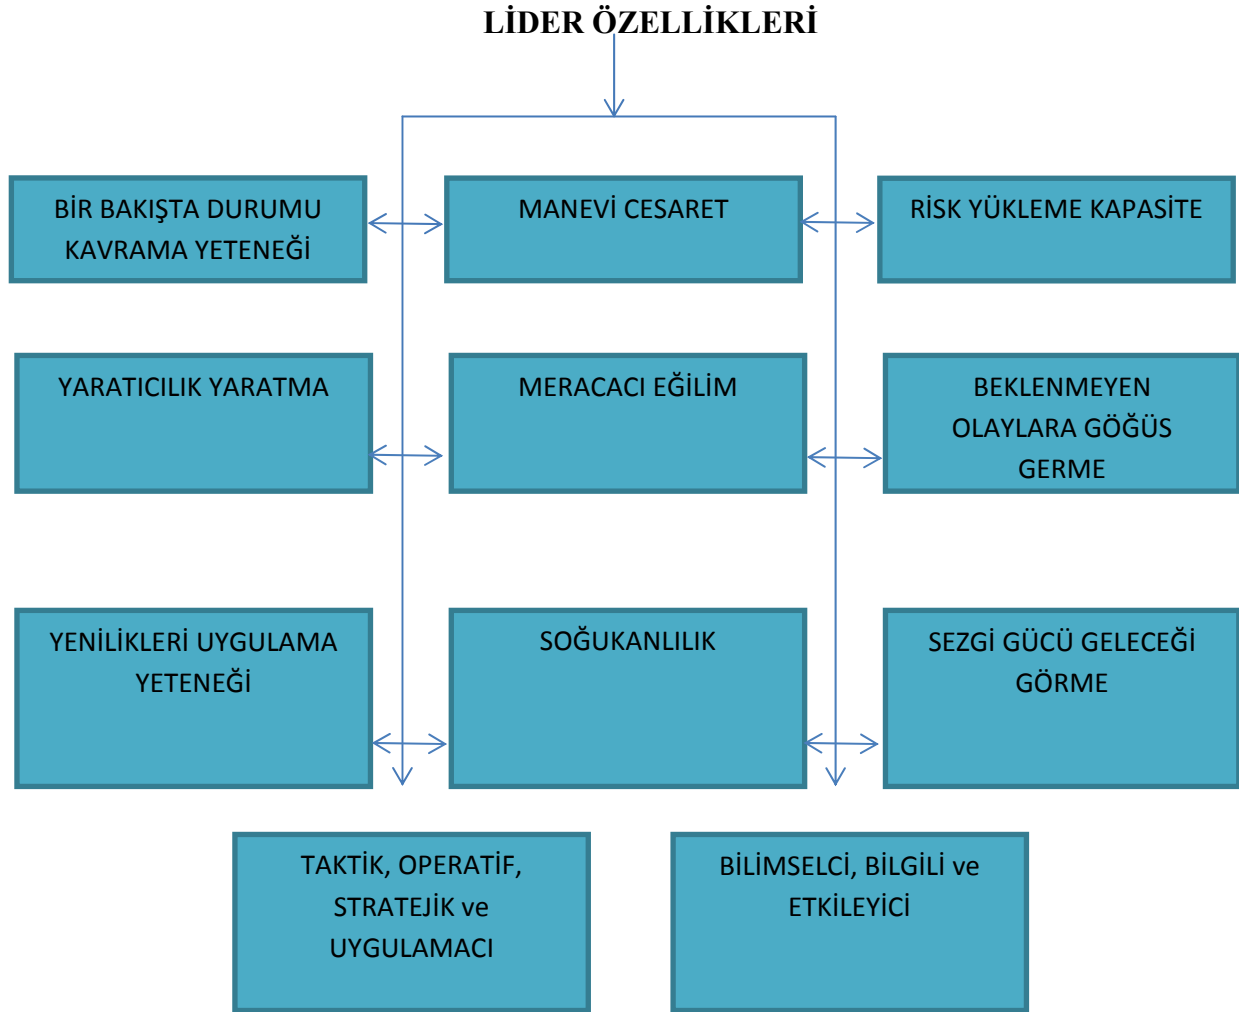 LİDER ÖZELLİKLERİ
BİR BAKIŞTA DURUMU
KAVRAMA YETENEĞİ
MANEVİ CESARET
RİSK YÜKLEME KAPASİTE
YARATICILIK YARATMA
MERACACI EĞİLİM
BEKLENMEYEN
OLAYLARA GÖĞÜS
GERME
YENİLİKLERİ UYGULAMA
YETENEĞİ
SOĞUKANLILIK
SEZGİ GÜCÜ GELECEĞİ
GÖRME
TAKTİK, OPERATİF,
STRATEJİK ve
UYGULAMACI
BİLİMSELCİ, BİLGİLİ ve
ETKİLEYİCİ